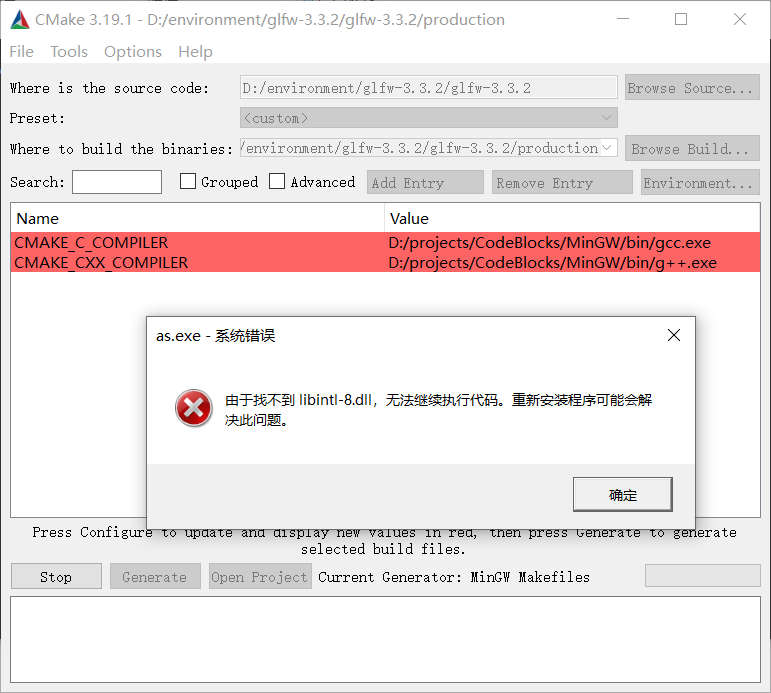 CMake 3.19.1 - D:/environment/glfw-3.3.2/glfw-3.3.2/production
File Tools Options Help
Where is the source code: D:/environment/glfw-3.3.2/glfw-3.3.2 Browse Source...
Preset: <custom>
Where to build the binaries: /environment/glfw-3.3.2/glfw-3.3.2/production Browse Build...
Search: Grouped Advanced Add Entry Remove Entry Environment...
Name Value
CMAKE_C_COMPILER D:/projects/CodeBlocks/MinGW/bin/gcc.exe
CMAKE_CXX_COMPILER D:/projects/CodeBlocks/MinGW/bin/g++.exe
as.exe - 系统错误
由于找不到 libintl-8.dll，无法继续执行代码。重新安装程序可能会解
决此问题。
确定
Press Configure to update and display new values in red, then press Generate to generate
selected build files.
Stop Generate Open Project Current Generator: MinGW Makefiles